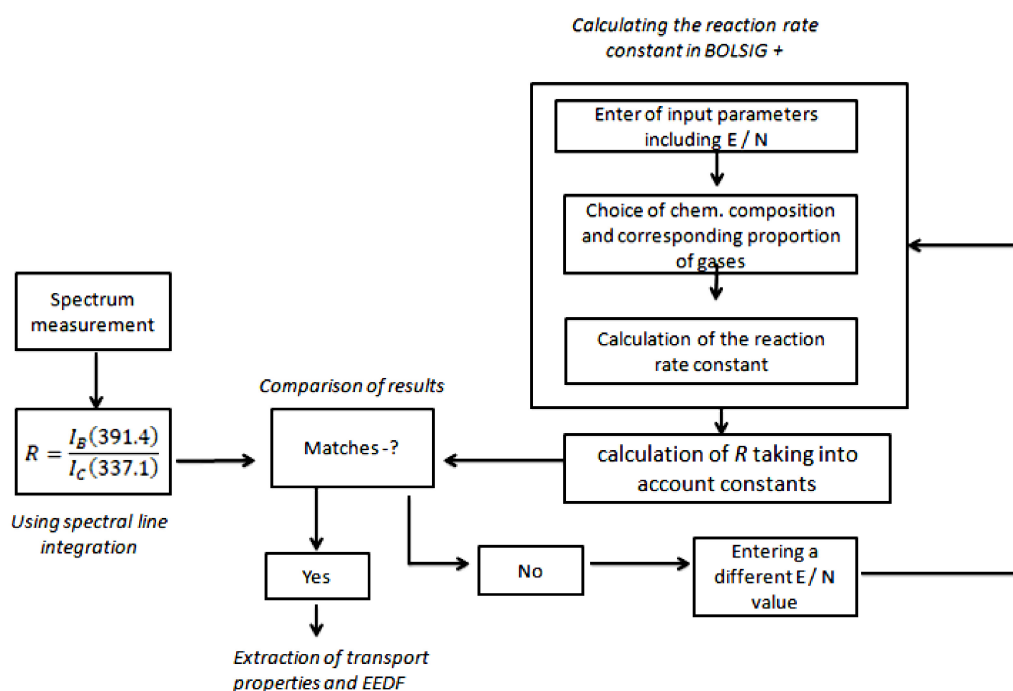 Calculating the reaction rate
constant in BOLSIG +
Enter of input parameters
including E / N
Choice of chem. composition
and corresponding proportion
of gases
Calculation of the reaction
rate constant
Spectrum
measurement
R = I_B(391.4) / I_C(337.1)
Using spectral line
integration
Comparison of results
Matches -?
calculation of R taking into
account constants
Yes
No
Entering a
different E / N
value
Extraction of transport
properties and EEDF